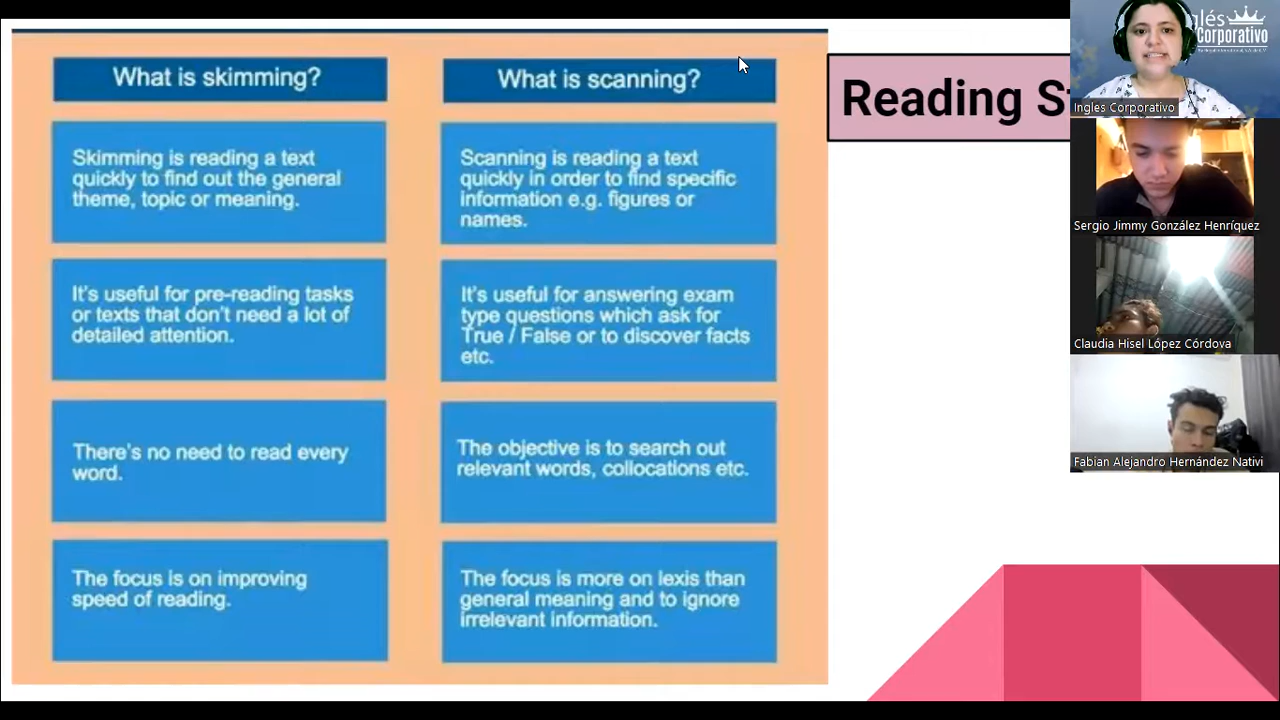 What is skimming?
Skimming is reading a text
quickly to find out the general
theme, topic or meaning.
It's useful for pre-reading tasks
or texts that don't need a lot of
detailed attention.
There's no need to read every
word.
The focus is on improving
speed of reading.
What is scanning?
Scanning is reading a text
quickly in order to find specific
information e.g. figures or
names.
It's useful for answering exam
type questions which ask for
True / False or to discover facts
etc.
The objective is to search out
relevant words, collocations etc.
The focus is more on lexis than
general meaning and to ignore
irrelevant information.
Reading
Corporativo
Ingles Corporativo
Sergio Jimmy González Henríquez
Claudia Hisel López Córdova
Fabian Alejandro Hernández Nativi